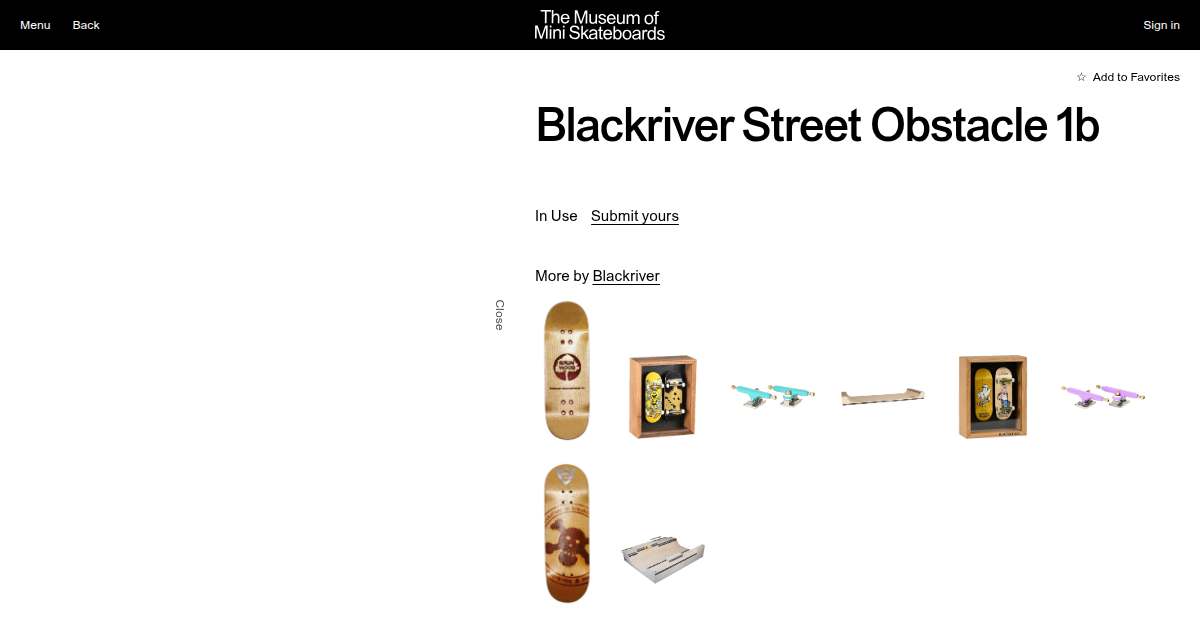 Menu
Back
The Museum of
Mini Skateboards
Sign in
☆ Add to Favorites
Blackriver Street Obstacle 1b
In Use
Submit yours
More by Blackriver
Close